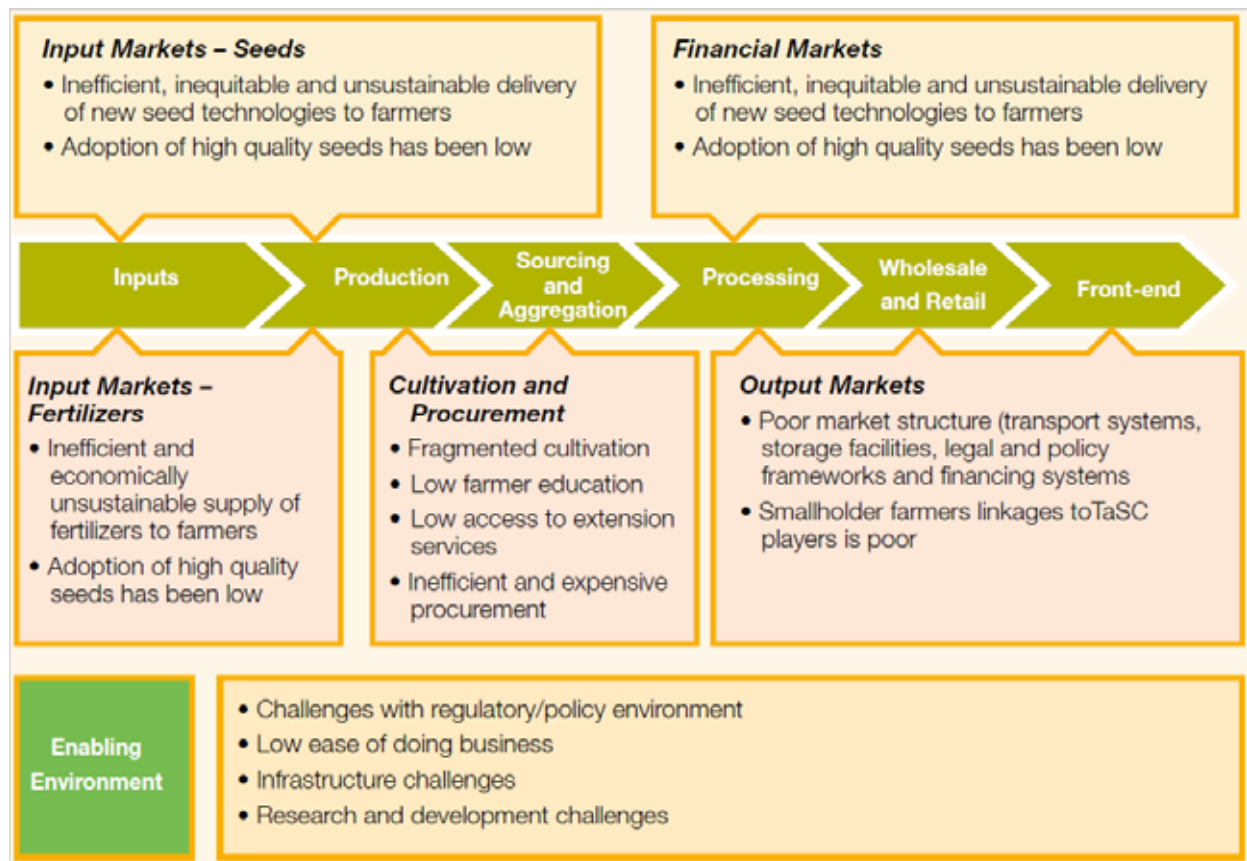 Input Markets – Seeds
• Inefficient, inequitable and unsustainable delivery
of new seed technologies to farmers
• Adoption of high quality seeds has been low
Financial Markets
• Inefficient, inequitable and unsustainable delivery
of new seed technologies to farmers
• Adoption of high quality seeds has been low
Inputs
Production
Sourcing
and
Aggregation
Processing
Wholesale
and Retail
Front-end
Input Markets –
Fertilizers
• Inefficient and
economically
unsustainable supply of
fertilizers to farmers
• Adoption of high quality
seeds has been low
Cultivation and
Procurement
• Fragmented cultivation
• Low farmer education
• Low access to extension
services
• Inefficient and expensive
procurement
Output Markets
• Poor market structure (transport systems,
storage facilities, legal and policy
frameworks and financing systems
• Smallholder farmers linkages toTaSC
players is poor
Enabling
Environment
• Challenges with regulatory/policy environment
• Low ease of doing business
• Infrastructure challenges
• Research and development challenges